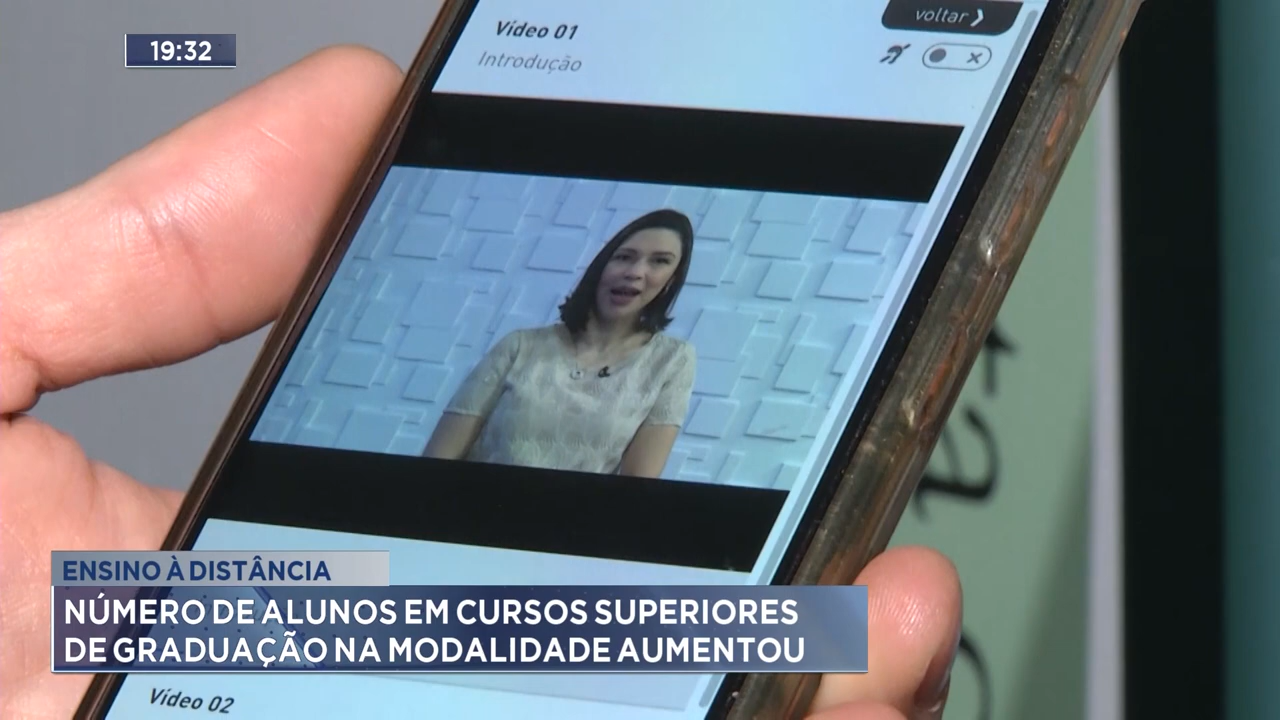 19:32
voltar ❯
Vídeo 01
Introdução
ENSINO À DISTÂNCIA
NÚMERO DE ALUNOS EM CURSOS SUPERIORES
DE GRADUAÇÃO NA MODALIDADE AUMENTOU
Vídeo 02